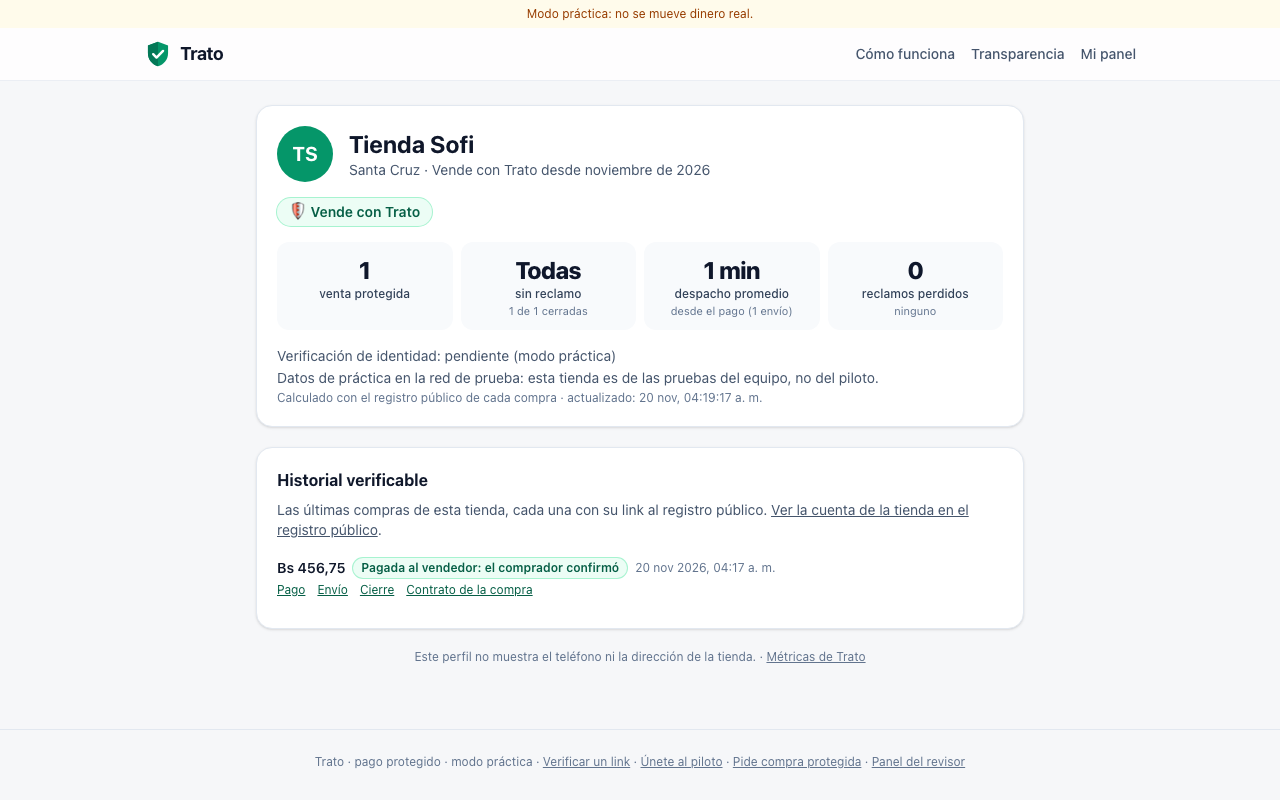 Modo práctica: no se mueve dinero real.
Trato
Cómo funciona Transparencia Mi panel
TS
Tienda Sofi
Santa Cruz · Vende con Trato desde noviembre de 2026
Vende con Trato
1
venta protegida
Todas
sin reclamo
1 de 1 cerradas
1 min
despacho promedio
desde el pago (1 envío)
0
reclamos perdidos
ninguno
Verificación de identidad: pendiente (modo práctica)
Datos de práctica en la red de prueba: esta tienda es de las pruebas del equipo, no del piloto.
Calculado con el registro público de cada compra · actualizado: 20 nov, 04:19:17 a. m.
Historial verificable
Las últimas compras de esta tienda, cada una con su link al registro público. Ver la cuenta de la tienda en el
registro público.
Bs 456,75 Pagada al vendedor: el comprador confirmó 20 nov 2026, 04:17 a. m.
Pago Envío Cierre Contrato de la compra
Este perfil no muestra el teléfono ni la dirección de la tienda. · Métricas de Trato
Trato · pago protegido · modo práctica · Verificar un link · Únete al piloto · Pide compra protegida · Panel del revisor